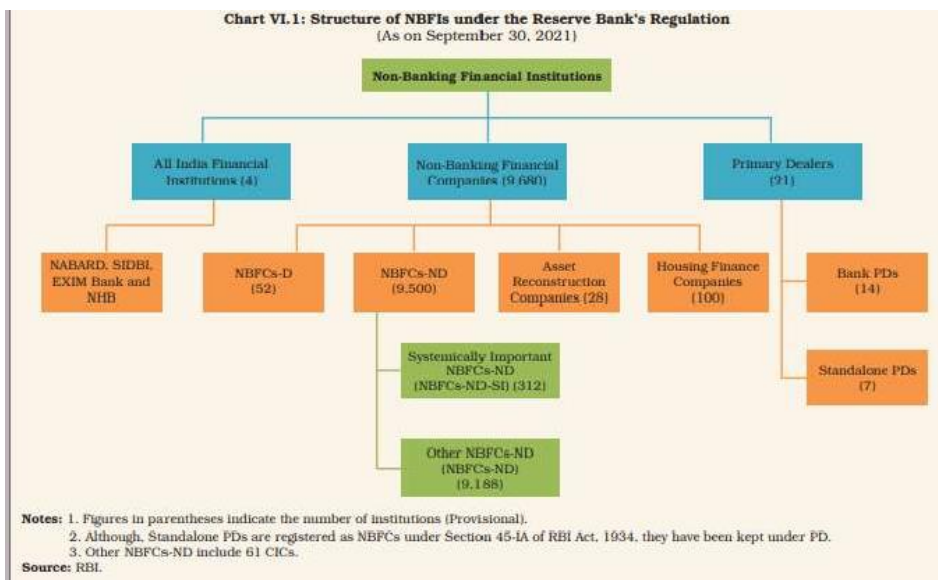 Chart VI.1: Structure of NBFIs under the Reserve Bank's Regulation
(As on September 30, 2021)
Non-Banking Financial Institutions
All India Financial
Institutions (4)
Non-Banking Financial
Companies (9,680)
Primary Dealers
(21)
NABARD, SIDBI,
EXIM Bank and
NHB
NBFCs-D
(52)
NBFCs-ND
(9,500)
Asset
Reconstruction
Companies (28)
Housing Finance
Companies
(100)
Bank PDs
(14)
Systemically Important
NBFCs-ND
(NBFCs-ND-SI) (312)
Standalone PDs
(7)
Other NBFCs-ND
(NBFCs-ND)
(9,188)
Notes: 1. Figures in parentheses indicate the number of institutions (Provisional).
2. Although, Standalone PDs are registered as NBFCs under Section 45-IA of RBI Act, 1934, they have been kept under PD.
3. Other NBFCs-ND include 61 CICs.
Source: RBI.